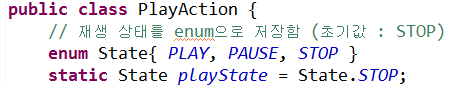 public class PlayAction {
// 재생 상태를 enum으로 저장함 (초기값 : STOP)
enum State{ PLAY, PAUSE, STOP }
static State playState = State.STOP;